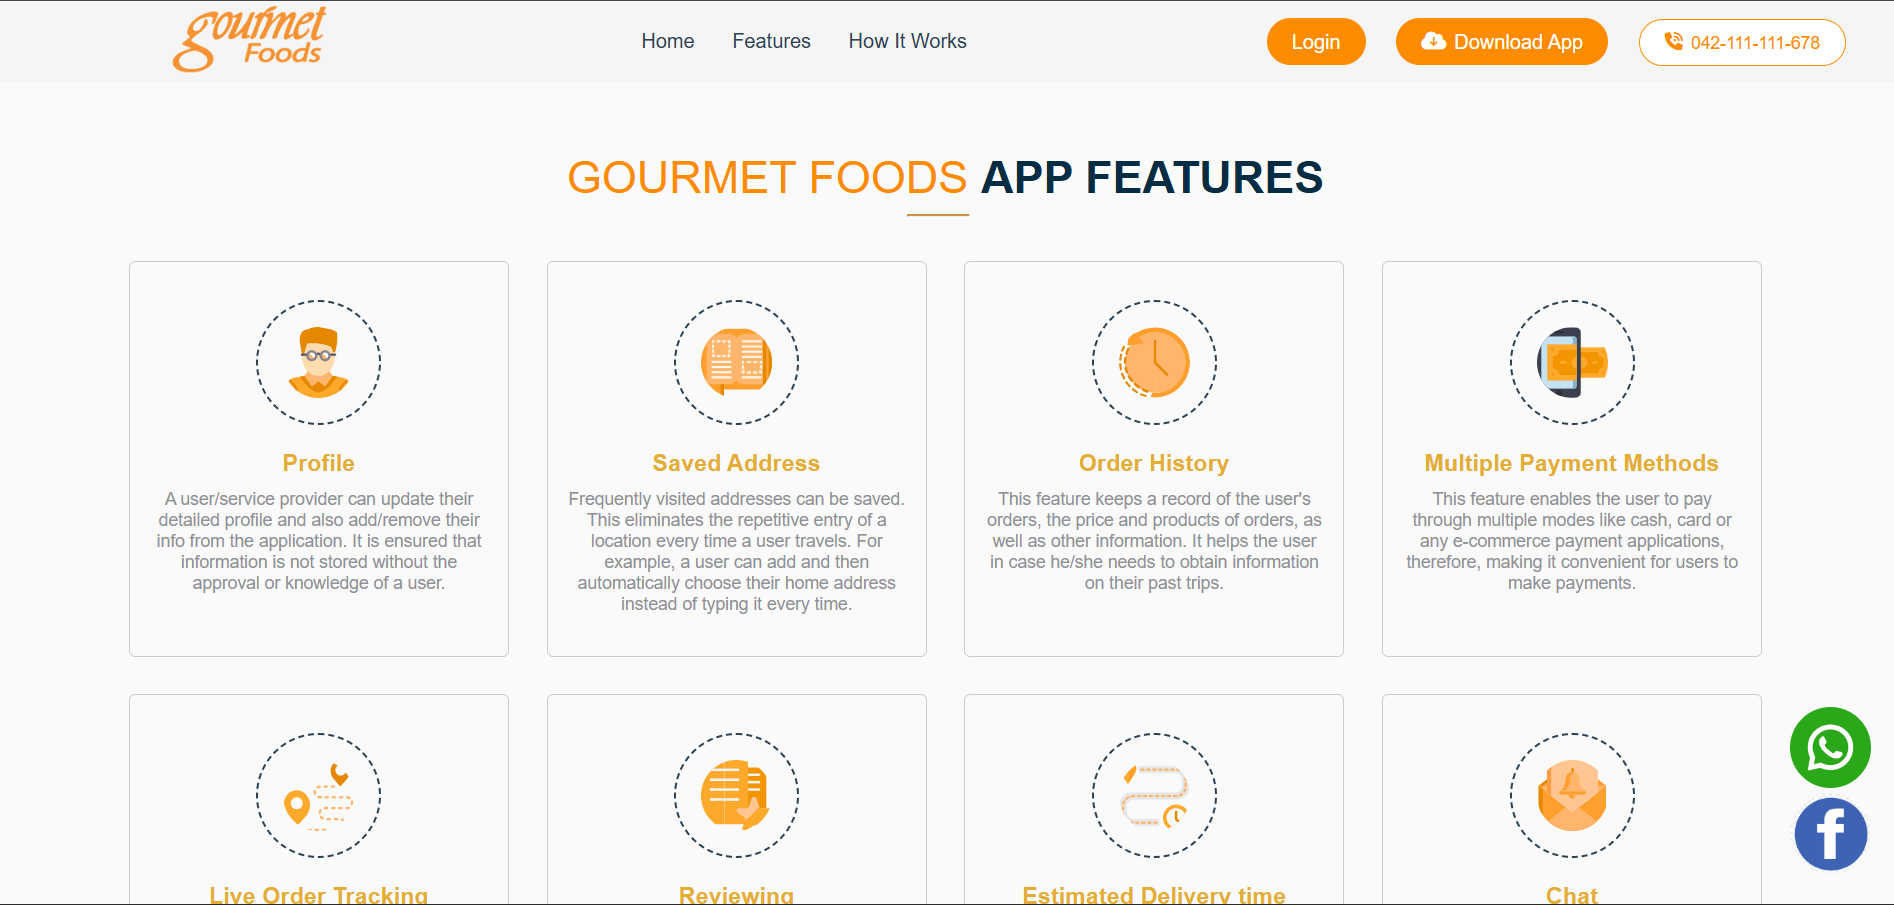 gourmet
Foods
Home
Features
How It Works
Login
Download App
042-111-111-678
GOURMET FOODS APP FEATURES
Profile
A user/service provider can update their
detailed profile and also add/remove their
info from the application. It is ensured that
information is not stored without the
approval or knowledge of a user.
Saved Address
Frequently visited addresses can be saved.
This eliminates the repetitive entry of a
location every time a user travels. For
example, a user can add and then
automatically choose their home address
instead of typing it every time.
Order History
This feature keeps a record of the user's
orders, the price and products of orders, as
well as other information. It helps the user
in case he/she needs to obtain information
on their past trips.
Multiple Payment Methods
This feature enables the user to pay
through multiple modes like cash, card or
any e-commerce payment applications,
therefore, making it convenient for users to
make payments.
Live Order Tracking
Reviewing
Estimated Delivery time
Chat